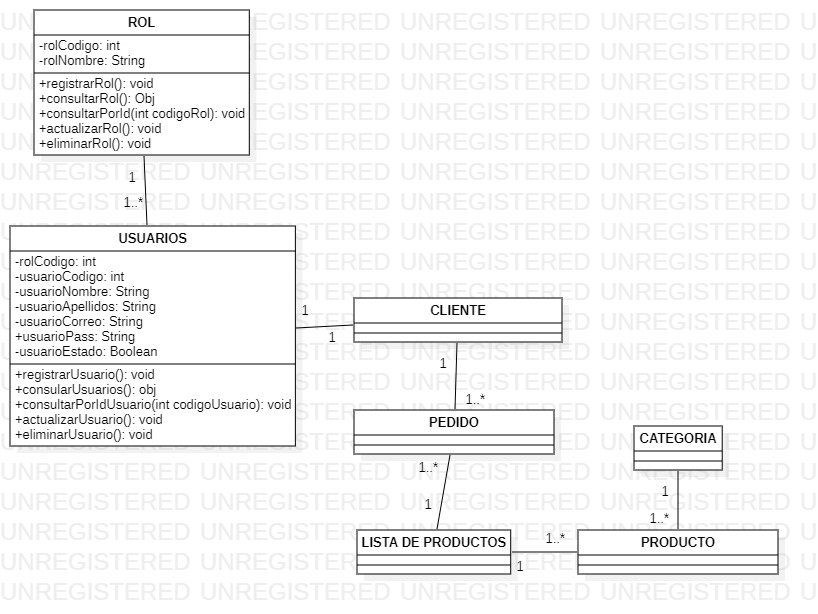 UNREGISTERED UNREGISTERED UNREGISTERED UNREGISTERED U
ROL
-rolCodigo: int
-rolNombre: String
+registrarRol(): void
+consultarRol(): Obj
+consultarPorId(int codigoRol): void
+actualizarRol(): void
+eliminarRol(): void
1
1..*
USUARIOS
-rolCodigo: int
-usuarioCodigo: int
-usuarioNombre: String
-usuarioApellidos: String
-usuarioCorreo: String
+usuarioPass: String
-usuarioEstado: Boolean
+registrarUsuario(): void
+consularUsuarios(): obj
+consultarPorIdUsuario(int codigoUsuario): void
+actualizarUsuario(): void
+eliminarUsuario(): void
1
1
CLIENTE
1
1..*
PEDIDO
1..*
1
LISTA DE PRODUCTOS
1
1..*
CATEGORIA
1
1..*
PRODUCTO